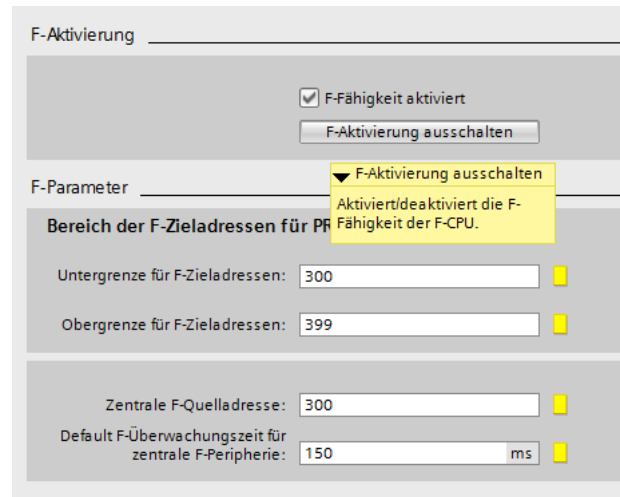 F-Aktivierung
F-Fähigkeit aktiviert
F-Aktivierung ausschalten
F-Aktivierung ausschalten
Aktiviert/deaktiviert die F-
Fähigkeit der F-CPU.
F-Parameter
Bereich der F-Zieladressen für
Untergrenze für F-Zieladressen: 300
Obergrenze für F-Zieladressen: 399
Zentrale F-Quelladresse: 300
Default F-Überwachungszeit für
zentrale F-Peripherie: 150 ms